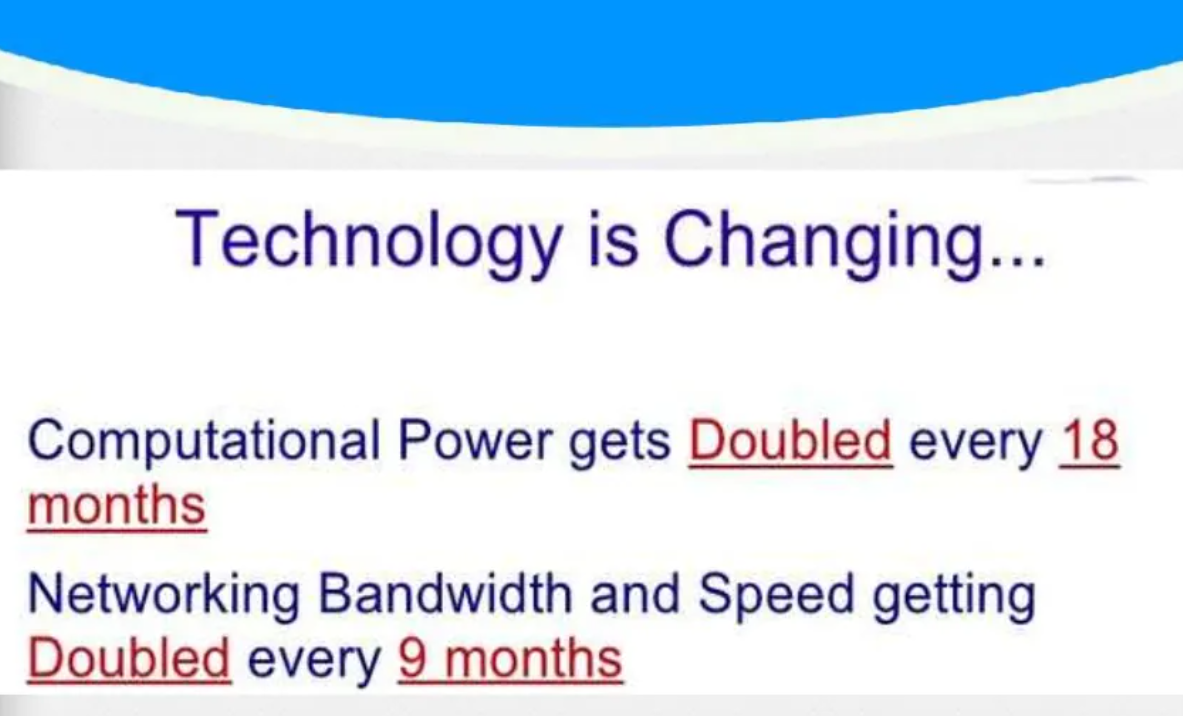 Technology is Changing...
Computational Power gets Doubled every 18
months
Networking Bandwidth and Speed getting
Doubled every 9 months